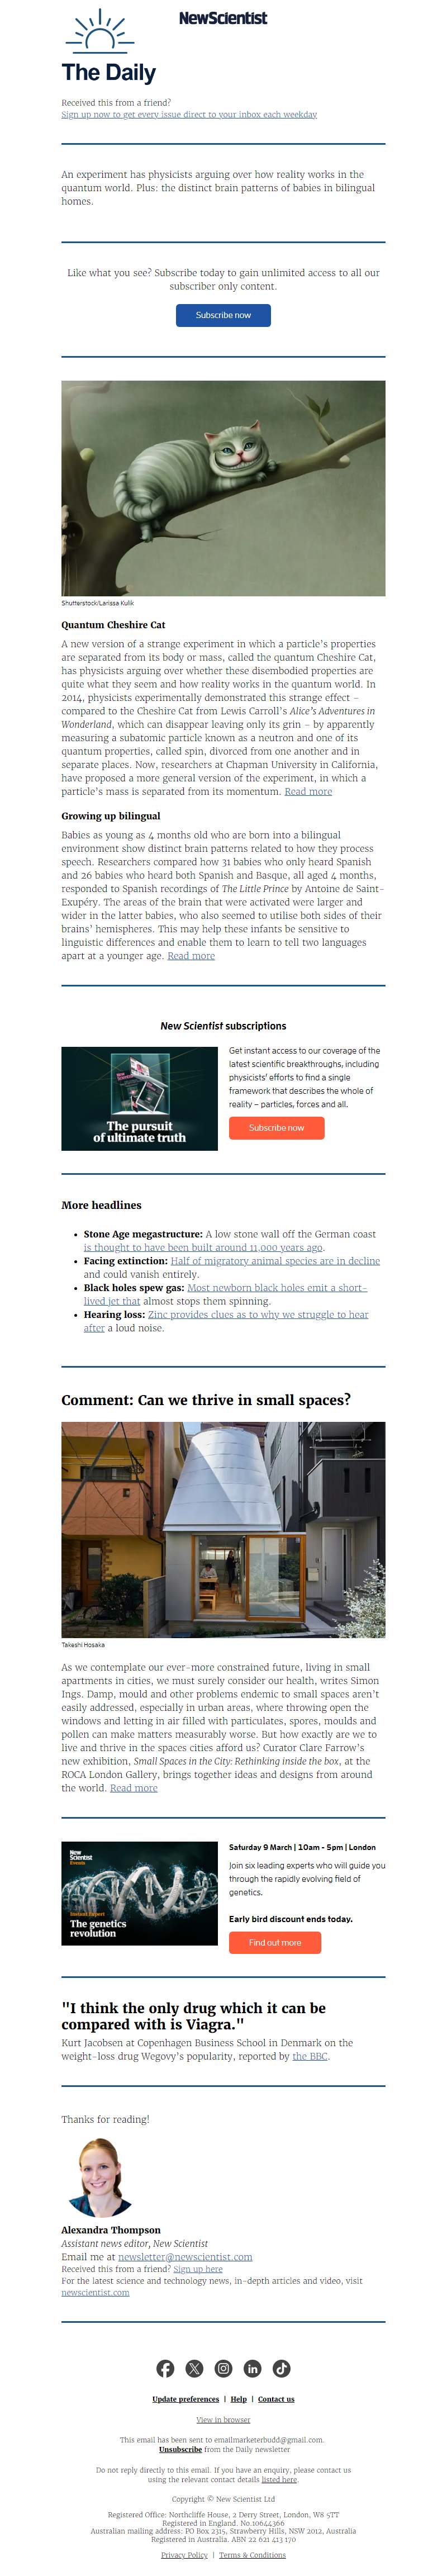 NewScientist
The Daily
Received this from a friend?
Sign up now to get every issue direct to your inbox each weekday
An experiment has physicists arguing over how reality works in the
quantum world. Plus: the distinct brain patterns of babies in bilingual
homes.
Like what you see? Subscribe today to gain unlimited access to all our
subscriber only content.
Subscribe now
Shutterstock/Larissa Kulik
Quantum Cheshire Cat
A new version of a strange experiment in which a particle's properties
are separated from its body or mass, called the quantum Cheshire Cat,
has physicists arguing over whether these disembodied properties are
quite what they seem and how reality works in the quantum world. In
2014, physicists experimentally demonstrated this strange effect –
compared to the Cheshire Cat from Lewis Carroll's Alice's Adventures in
Wonderland, which can disappear leaving only its grin – by apparently
measuring a subatomic particle known as a neutron and one of its
quantum properties, called spin, divorced from one another and in
separate places. Now, researchers at Chapman University in California,
have proposed a more general version of the experiment, in which a
particle's mass is separated from its momentum. Read more
Growing up bilingual
Babies as young as 4 months old who are born into a bilingual
environment show distinct brain patterns related to how they process
speech. Researchers compared how 31 babies who only heard Spanish
and 26 babies who heard both Spanish and Basque, all aged 4 months,
responded to Spanish recordings of The Little Prince by Antoine de Saint-
Exupéry. The areas of the brain that were activated were larger and
wider in the latter babies, who also seemed to utilise both sides of their
brains' hemispheres. This may help these infants be sensitive to
linguistic differences and enable them to learn to tell two languages
apart at a younger age. Read more
New Scientist subscriptions
The pursuit
of ultimate truth
Get instant access to our coverage of the
latest scientific breakthroughs, including
physicists' efforts to find a single
framework that describes the whole of
reality – particles, forces and all.
Subscribe now
More headlines
• Stone Age megastructure: A low stone wall off the German coast
is thought to have been built around 11,000 years ago.
• Facing extinction: Half of migratory animal species are in decline
and could vanish entirely.
• Black holes spew gas: Most newborn black holes emit a short-
lived jet that almost stops them spinning.
• Hearing loss: Zinc provides clues as to why we struggle to hear
after a loud noise.
Comment: Can we thrive in small spaces?
Takeshi Hosaka
As we contemplate our ever-more constrained future, living in small
apartments in cities, we must surely consider our health, writes Simon
Ings. Damp, mould and other problems endemic to small spaces aren't
easily addressed, especially in urban areas, where throwing open the
windows and letting in air filled with particulates, spores, moulds and
pollen can make matters measurably worse. But how exactly are we to
live and thrive in the spaces cities afford us? Curator Clare Farrow's
new exhibition, Small Spaces in the City: Rethinking inside the box, at the
ROCA London Gallery, brings together ideas and designs from around
the world. Read more
New
Scientist
Events
Instant Expert
The genetics
revolution
Saturday 9 March | 10am - 5pm | London
Join six leading experts who will guide you
through the rapidly evolving field of
genetics.
Early bird discount ends today.
Find out more
"I think the only drug which it can be
compared with is Viagra."
Kurt Jacobsen at Copenhagen Business School in Denmark on the
weight-loss drug Wegovy's popularity, reported by the BBC.
Thanks for reading!
Alexandra Thompson
Assistant news editor, New Scientist
Email me at newsletter@newscientist.com
Received this from a friend? Sign up here
For the latest science and technology news, in-depth articles and video, visit
newscientist.com
Update preferences | Help | Contact us
View in browser
This email has been sent to emailmarketerbudd@gmail.com.
Unsubscribe from the Daily newsletter
Do not reply directly to this email. If you have an enquiry, please contact us
using the relevant contact details listed here.
Copyright © New Scientist Ltd
Registered Office: Northcliffe House, 2 Derry Street, London, W8 5TT
Registered in England. No.10644366
Australian mailing address: PO Box 2315, Strawberry Hills, NSW 2012, Australia
Registered in Australia. ABN 22 621 413 170
Privacy Policy | Terms & Conditions